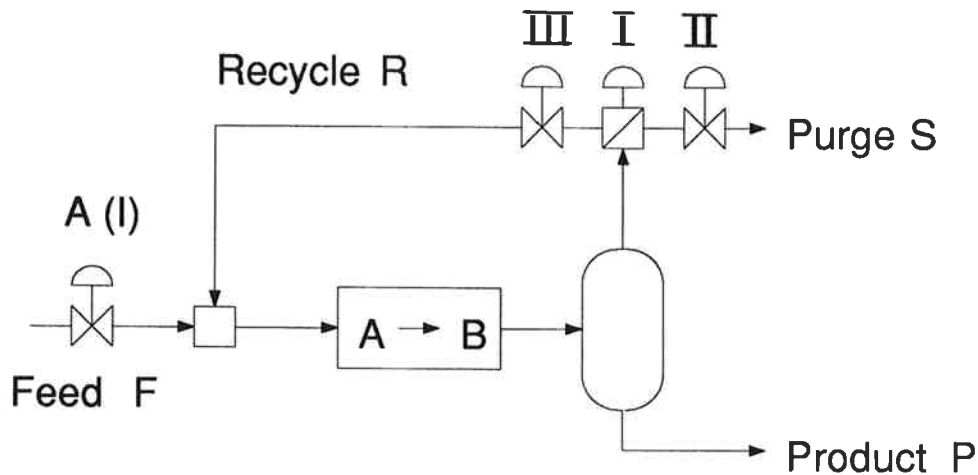 III I II
Recycle R
Purge S
A (I)
A → B
Feed F
Product P